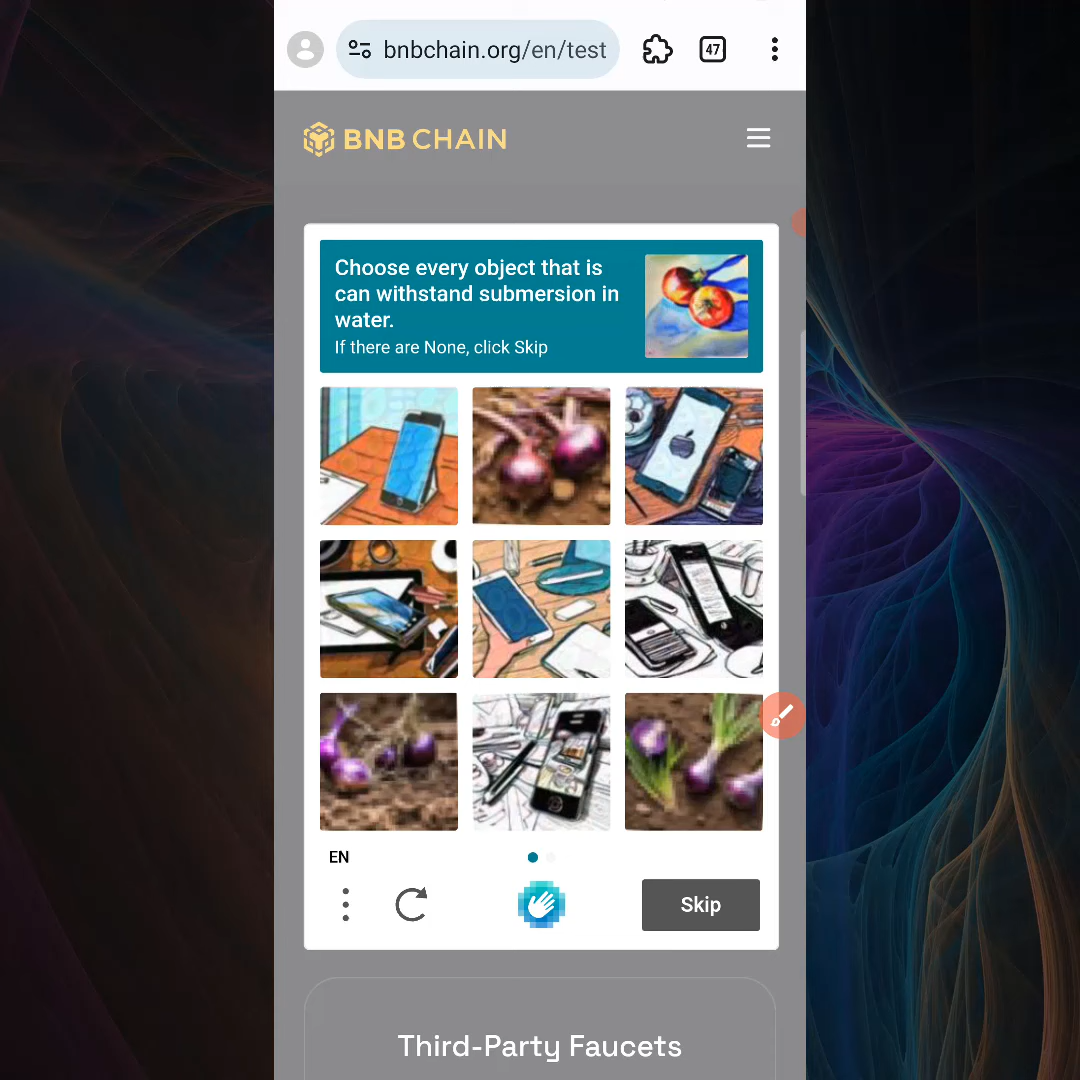 bnbchain.org/en/test
47
BNB CHAIN
Choose every object that is
can withstand submersion in
water.
If there are None, click Skip
EN
Skip
Third-Party Faucets